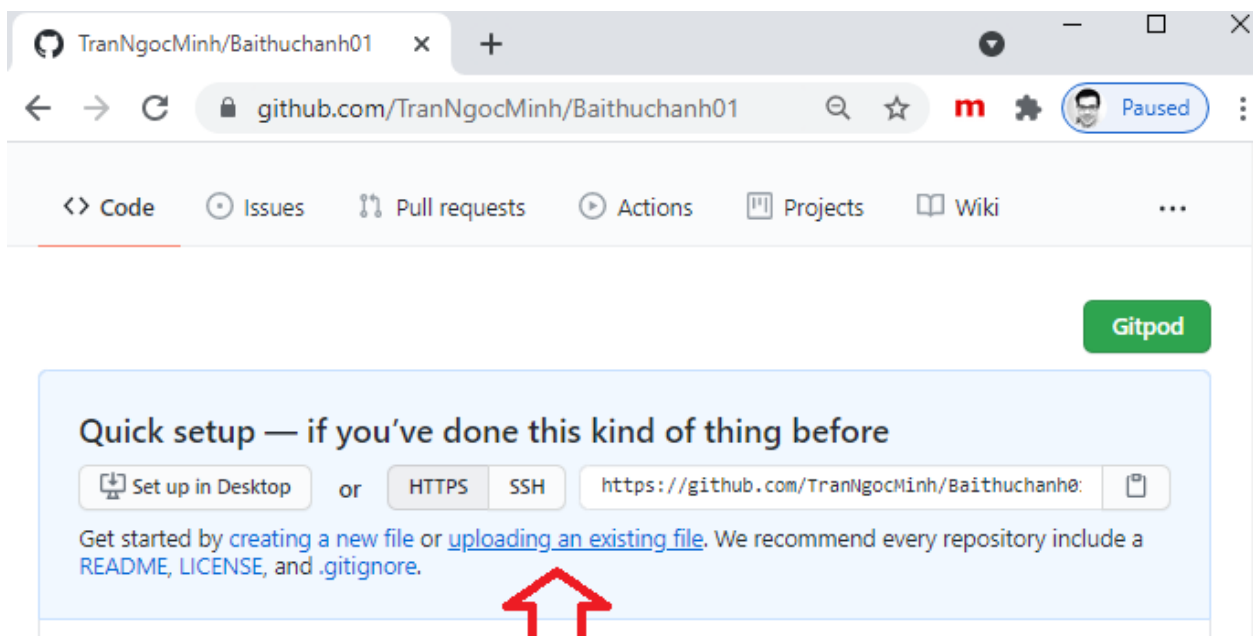 TranNgocMinh/Baithuchanh01
github.com/TranNgocMinh/Baithuchanh01
m
Paused
<> Code
Issues
Pull requests
Actions
Projects
Wiki
...
Gitpod
Quick setup — if you’ve done this kind of thing before
Set up in Desktop or HTTPS SSH https://github.com/TranNgocMinh/Baithuchanh0
Get started by creating a new file or uploading an existing file. We recommend every repository include a
README, LICENSE, and .gitignore.